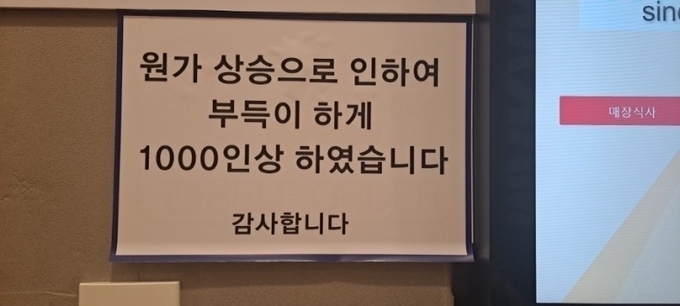 원가 상승으로 인하여
부득이 하게
1000인상 하였습니다
감사합니다
매장식사